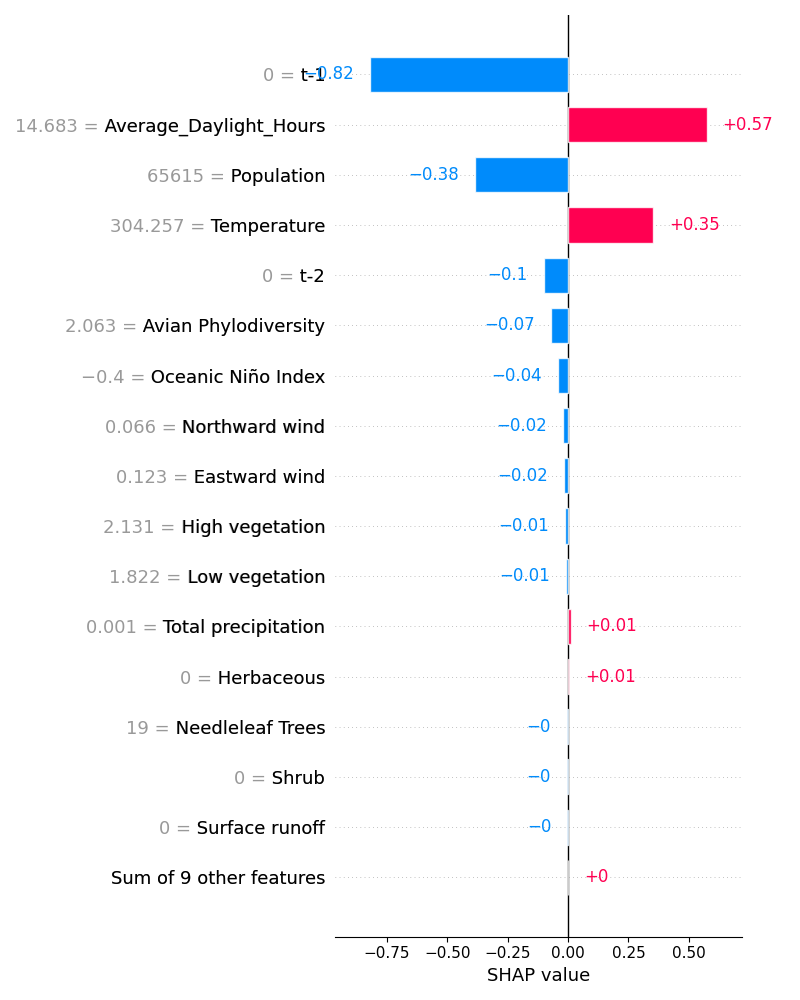 0 = t-1 −0.82
14.683 = Average_Daylight_Hours +0.57
65615 = Population −0.38
304.257 = Temperature +0.35
0 = t-2 −0.1
2.063 = Avian Phylodiversity −0.07
−0.4 = Oceanic Niño Index −0.04
0.066 = Northward wind −0.02
0.123 = Eastward wind −0.02
2.131 = High vegetation −0.01
1.822 = Low vegetation −0.01
0.001 = Total precipitation +0.01
0 = Herbaceous +0.01
19 = Needleleaf Trees −0
0 = Shrub −0
0 = Surface runoff −0
Sum of 9 other features +0
−0.75 −0.50 −0.25 0.00 0.25 0.50
SHAP value